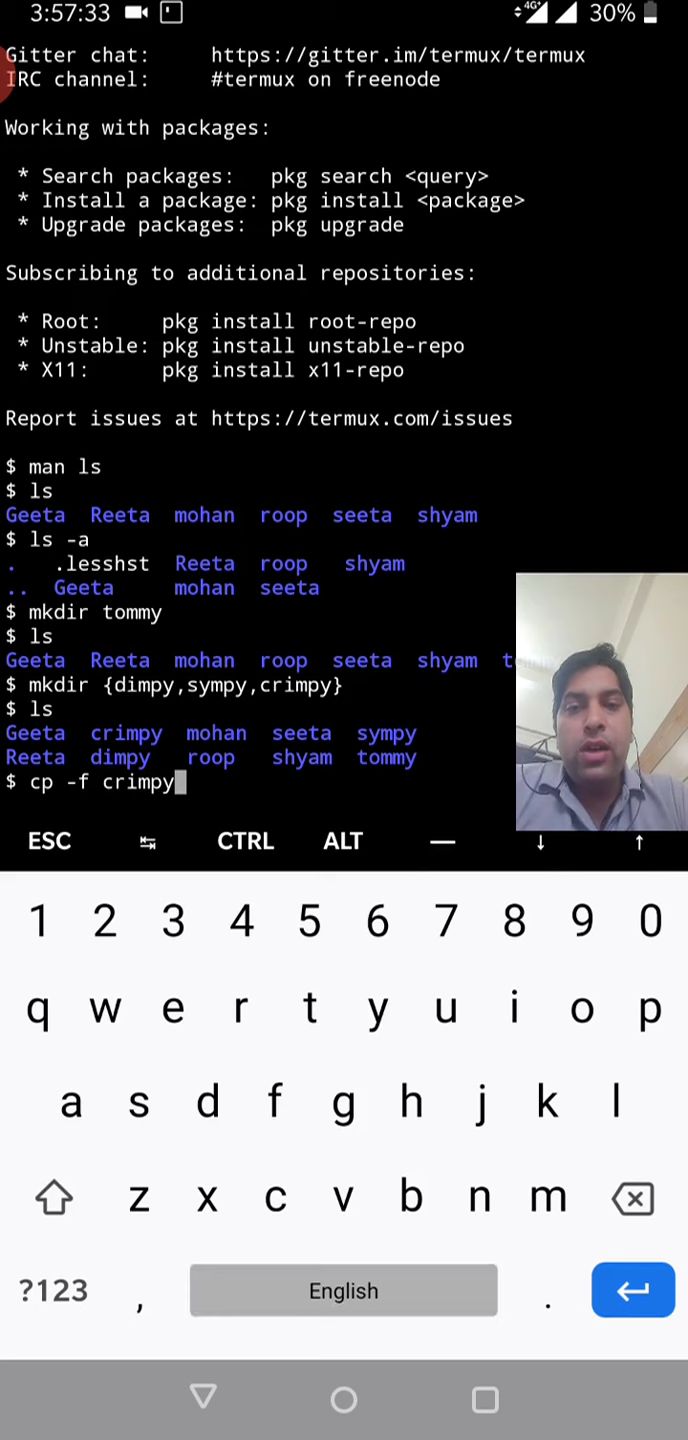 3:57:33 4G 30%
Gitter chat: https://gitter.im/termux/termux
IRC channel: #termux on freenode
Working with packages:
* Search packages: pkg search <query>
* Install a package: pkg install <package>
* Upgrade packages: pkg upgrade
Subscribing to additional repositories:
* Root: pkg install root-repo
* Unstable: pkg install unstable-repo
* X11: pkg install x11-repo
Report issues at https://termux.com/issues
$ man ls
$ ls
Geeta Reeta mohan roop seeta shyam
$ ls -a
. .lesshst Reeta roop shyam
.. Geeta mohan seeta
$ mkdir tommy
$ ls
Geeta Reeta mohan roop seeta shyam
$ mkdir {dimpy,sympy,crimpy}
$ ls
Geeta crimpy mohan seeta sympy
Reeta dimpy roop shyam tommy
$ cp -f crimpy
ESC ↹ CTRL ALT — ↓ ↑
1 2 3 4 5 6 7 8 9 0
q w e r t y u i o p
a s d f g h j k l
z x c v b n m
?123 , English .